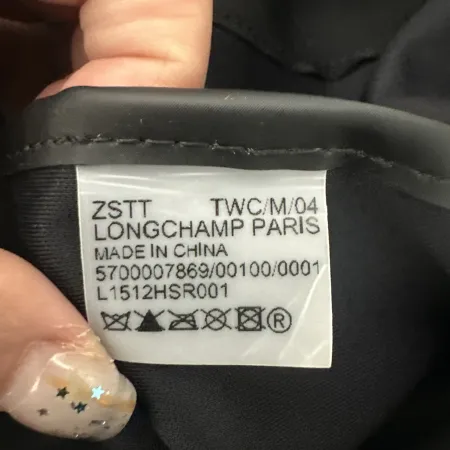 ZSTT TWC/M/04
LONGCHAMP PARIS
MADE IN CHINA
5700007869/00100/0001
L1512HSR001
®